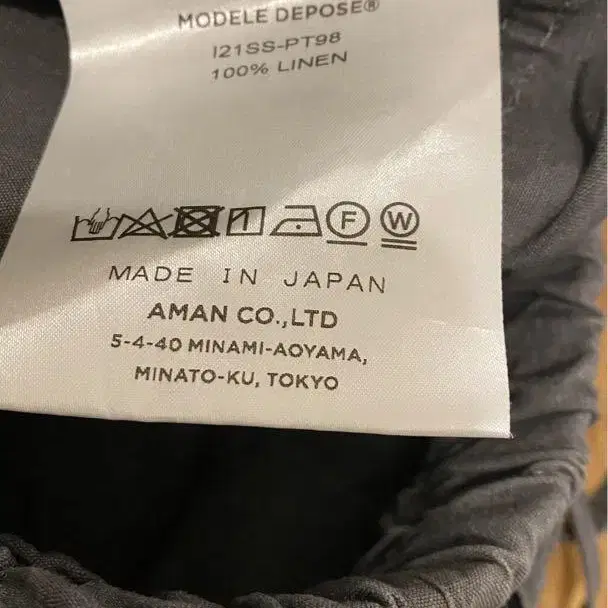 MODELE DEPOSE®
I21SS-PT98
100% LINEN
F W
MADE IN JAPAN
AMAN CO.,LTD
5-4-40 MINAMI-AOYAMA,
MINATO-KU, TOKYO